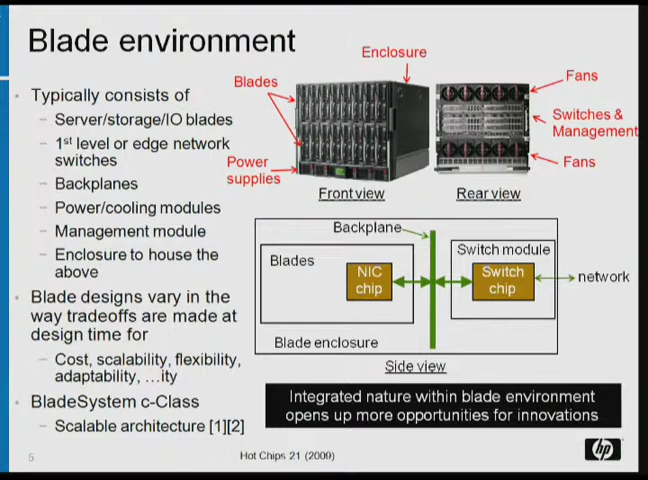 Blade environment
Typically consists of
– Server/storage/IO blades
– 1st level or edge network
switches
– Backplanes
– Power/cooling modules
– Management module
– Enclosure to house the
above
Blade designs vary in the
way tradeoffs are made at
design time for
– Cost, scalability, flexibility,
adaptability, …ity
BladeSystem c-Class
– Scalable architecture [1][2]
Enclosure
Blades
Power
supplies
Front view
Fans
Switches &
Management
Fans
Rear view
Backplane
Blades
NIC
chip
Switch module
Switch
chip
network
Blade enclosure
Side view
Integrated nature within blade environment
opens up more opportunities for innovations
5
Hot Chips 21 (2009)
hp